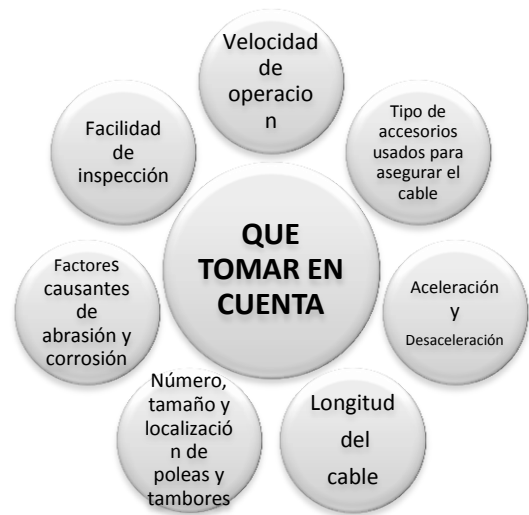 Velocidad
de
operacio
n
Tipo de
accesorios
usados para
asegurar el
cable
Aceleración
y
Desaceleración
Longitud
del
cable
Número,
tamaño y
localizació
n de
poleas y
tambores
Factores
causantes
de
abrasión y
corrosión
Facilidad
de
inspección
QUE
TOMAR EN
CUENTA